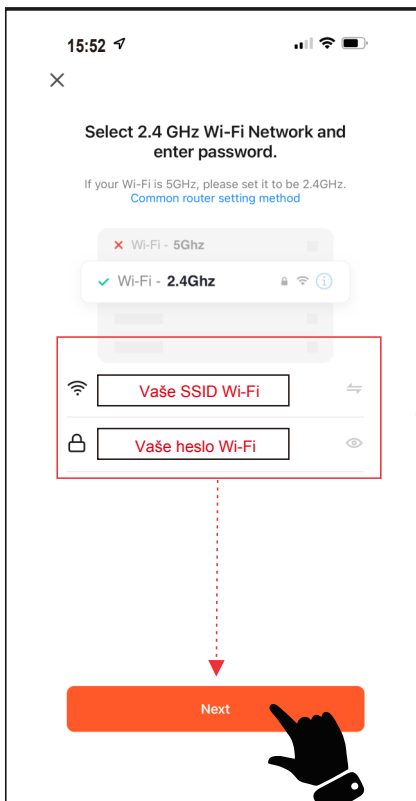 15:52
Select 2.4 GHz Wi-Fi Network and
enter password.
If your Wi-Fi is 5GHz, please set it to be 2.4GHz.
Common router setting method
Wi-Fi - 5Ghz
Wi-Fi - 2.4Ghz
Vaše SSID Wi-Fi
Vaše heslo Wi-Fi
Next